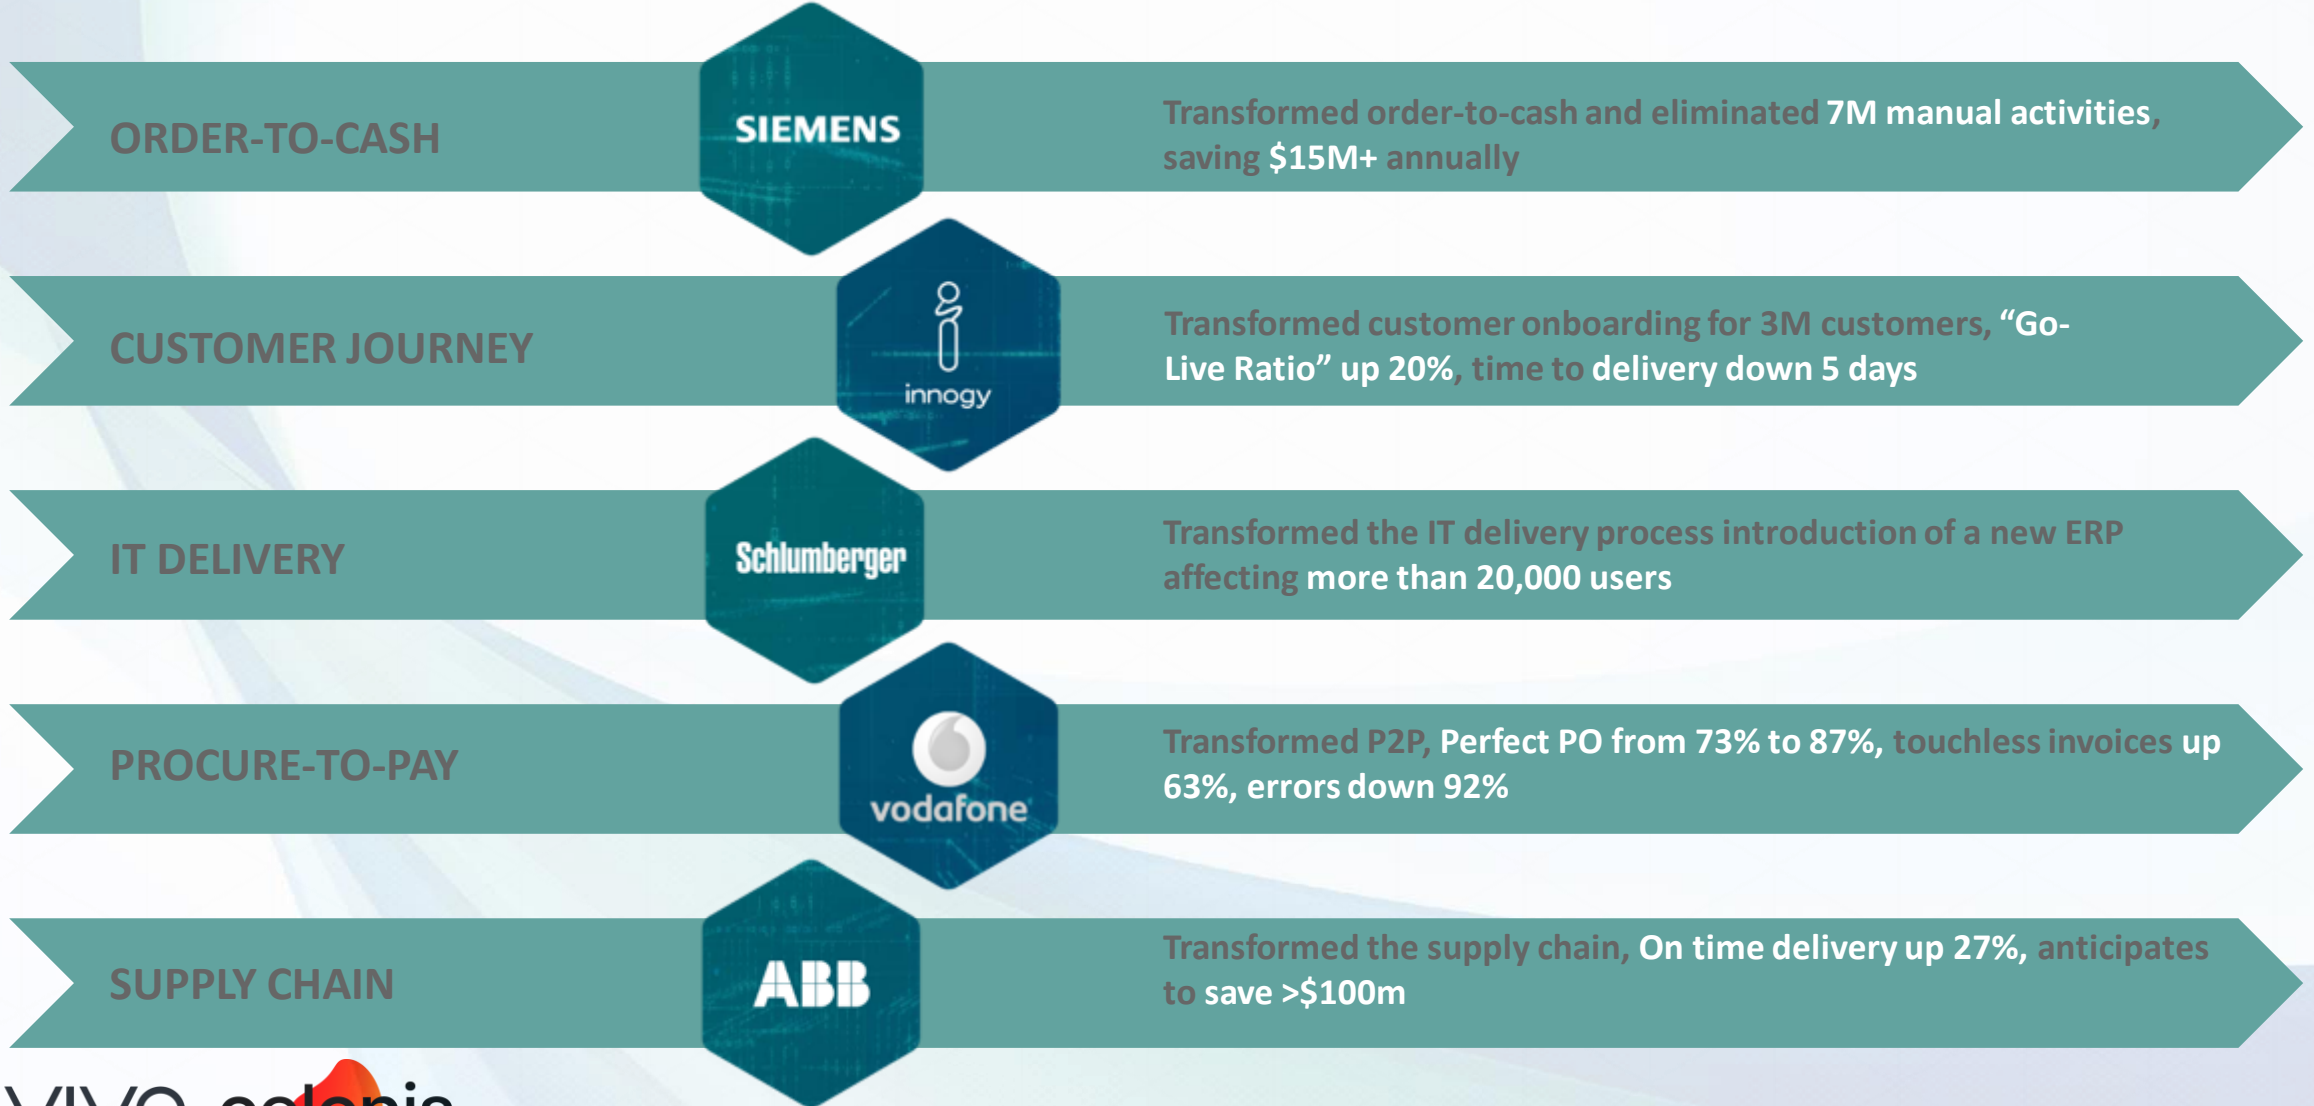 ORDER-TO-CASH
SIEMENS
Transformed order-to-cash and eliminated 7M manual activities,
saving $15M+ annually
CUSTOMER JOURNEY
innogy
Transformed customer onboarding for 3M customers, “Go-
Live Ratio” up 20%, time to delivery down 5 days
IT DELIVERY
Schlumberger
Transformed the IT delivery process introduction of a new ERP
affecting more than 20,000 users
PROCURE-TO-PAY
vodafone
Transformed P2P, Perfect PO from 73% to 87%, touchless invoices up
63%, errors down 92%
SUPPLY CHAIN
ABB
Transformed the supply chain, On time delivery up 27%, anticipates
to save >$100m
celonis